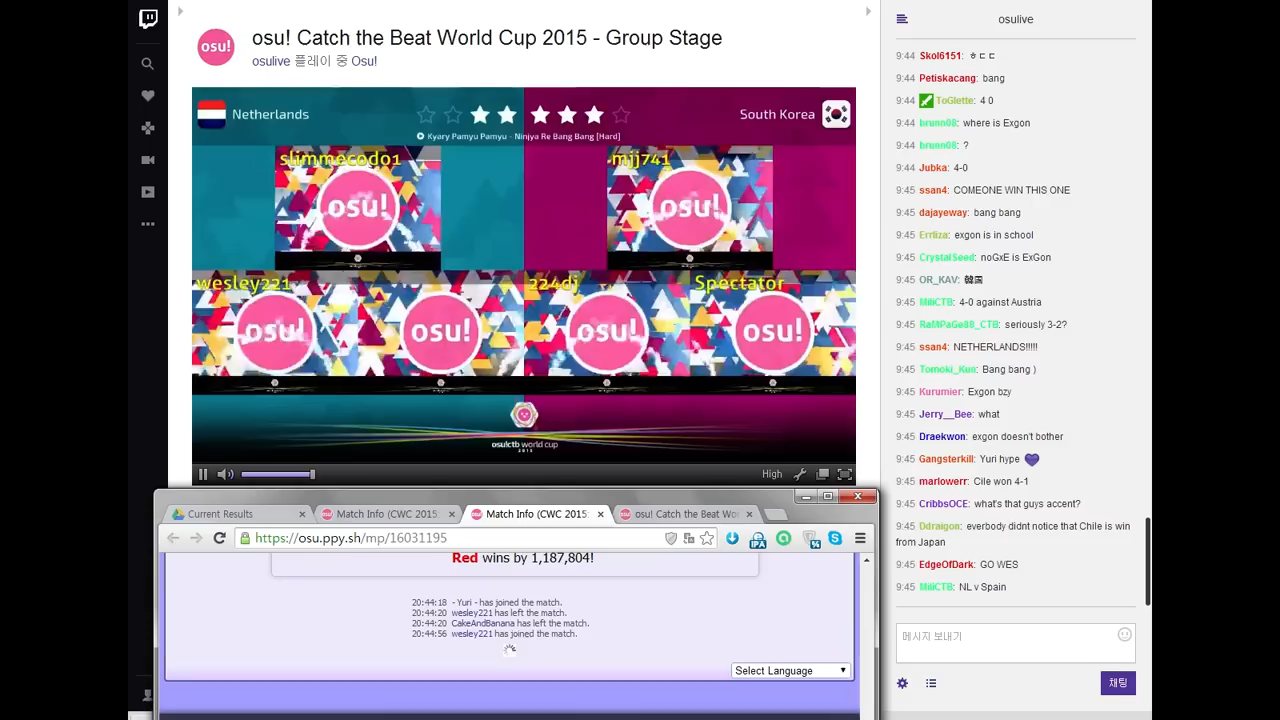 osu! Catch the Beat World Cup 2015 - Group Stage
osu!
osulive 플레이 중 Osu!
Netherlands
South Korea
Kyary Pamyu Pamyu - Ninjya Re Bang Bang [Hard]
slimmecodo1
mjj741
osu!
osu!
wesley221
224dj
Spectator
osu!
osu!
osu!
osu!
osu!ctb world cup
2015
High
osulive
9:44 Skol6151: ㅎㄷㄷ
9:44 Petiskacang: bang
9:44 ToGlette: 4 0
9:44 brunn08: where is Exgon
9:44 brunn08: ?
9:44 Jubka: 4-0
9:45 ssan4: COMEONE WIN THIS ONE
9:45 dajayeway: bang bang
9:45 Errliza: exgon is in school
9:45 CrystalSeed: noGxE is ExGon
9:45 OR_KAV: 韓国
9:45 MiliCTB: 4-0 against Austria
9:45 RaMPaGe88_CTB: seriously 3-2?
9:45 ssan4: NETHERLANDS!!!!!
9:45 Tomoki_Kun: Bang bang )
9:45 Kurumier: Exgon bzy
9:45 Jerry__Bee: what
9:45 Draekwon: exgon doesn't bother
9:45 Gangsterkill: Yuri hype
9:45 marlowerr: Cile won 4-1
9:45 CribbsOCE: what's that guys accent?
9:45 Ddraigon: everbody didnt notice that Chile is win
from Japan
9:45 EdgeOfDark: GO WES
9:45 MiliCTB: NL v Spain
메시지 보내기
채팅
Current Results
Match Info (CWC 2015:
Match Info (CWC 2015:
osu! Catch the Beat Wo
https://osu.ppy.sh/mp/16031195
IPA
Red wins by 1,187,804!
20:44:18 - Yuri - has joined the match.
20:44:20 wesley221 has left the match.
20:44:20 CakeAndBanana has left the match.
20:44:56 wesley221 has joined the match.
Select Language